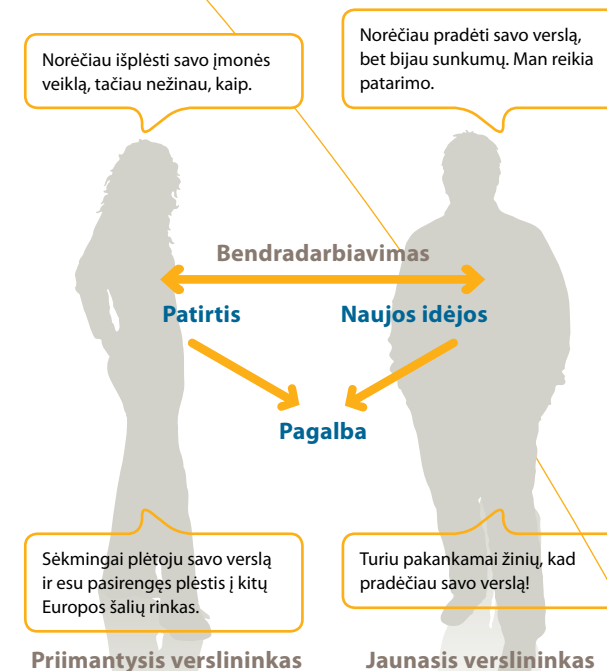 Norėčiau išplėsti savo įmonės
veiklą, tačiau nežinau, kaip.
Norėčiau pradėti savo verslą,
bet bijau sunkumų. Man reikia
patarimo.
Bendradarbiavimas
Patirtis
Naujos idėjos
Pagalba
Sėkmingai plėtoju savo verslą
ir esu pasirengęs plėstis į kitų
Europos šalių rinkas.
Turiu pakankamai žinių, kad
pradėčiau savo verslą!
Priimantysis verslininkas
Jaunasis verslininkas